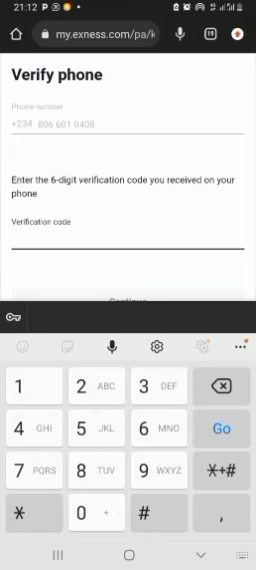 21:12 P
my.exness.com/pa/k
19
Verify phone
Phone number
+234 806 601 0408
Enter the 6-digit verification code you received on your
phone
Verification code
Continue
1
2 ABC
3 DEF
4 GHI
5 JKL
6 MNO
Go
7 PQRS
8 TUV
9 WXYZ
*+#
*
0 +
#
,